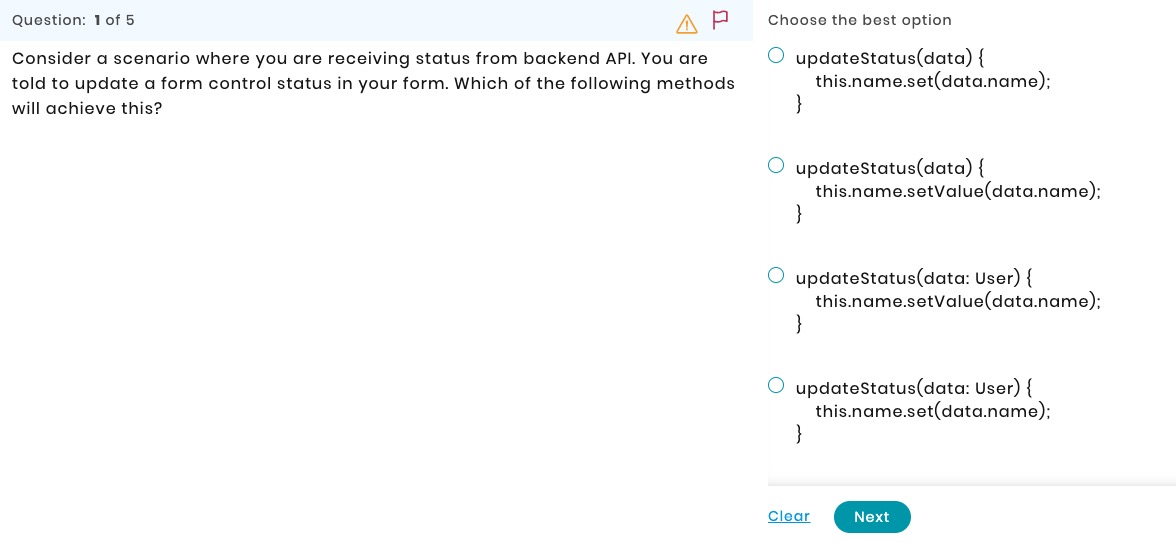 Question: 1 of 5
Consider a scenario where you are receiving status from backend API. You are
told to update a form control status in your form. Which of the following methods
will achieve this?
Choose the best option
updateStatus(data) {
this.name.set(data.name);
}
updateStatus(data) {
this.name.setValue(data.name);
}
updateStatus(data: User) {
this.name.setValue(data.name);
}
updateStatus(data: User) {
this.name.set(data.name);
}
Clear
Next